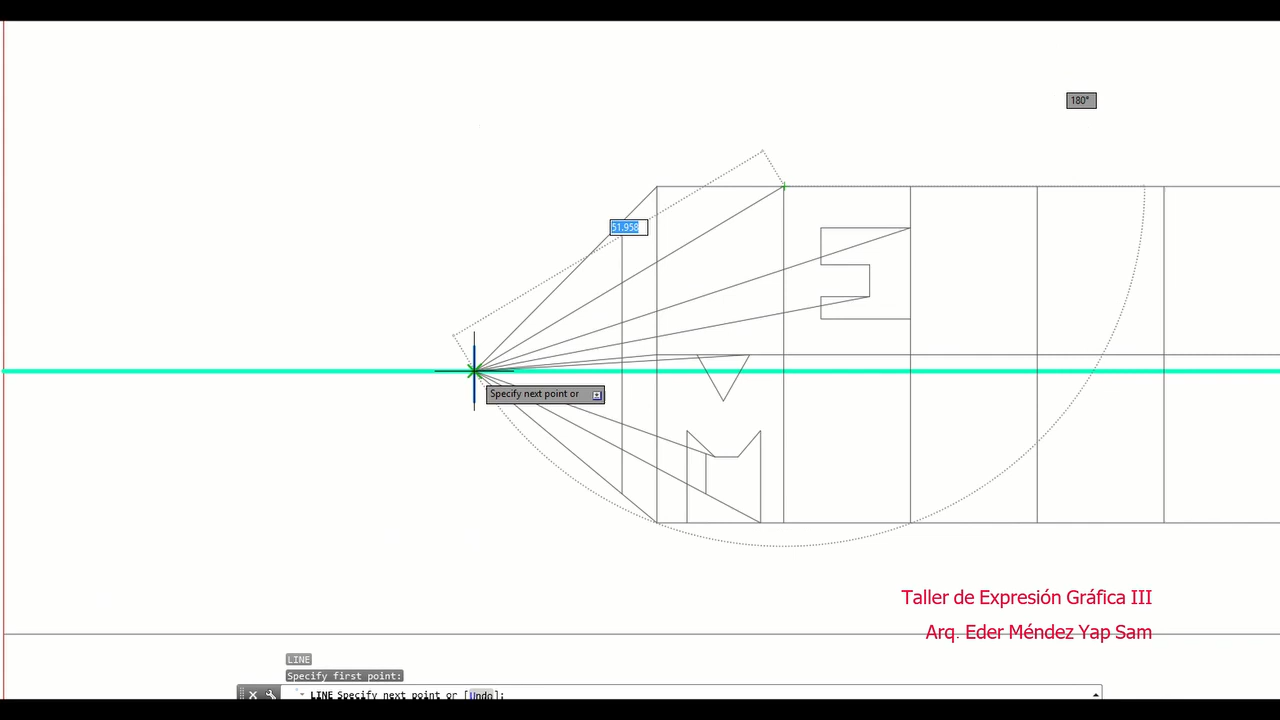 180°
51.958
Specify next point or
Taller de Expresión Gráfica III
Arq. Eder Méndez Yap Sam
LINE
Specify first point:
LINE Specify next point or [Undo]: